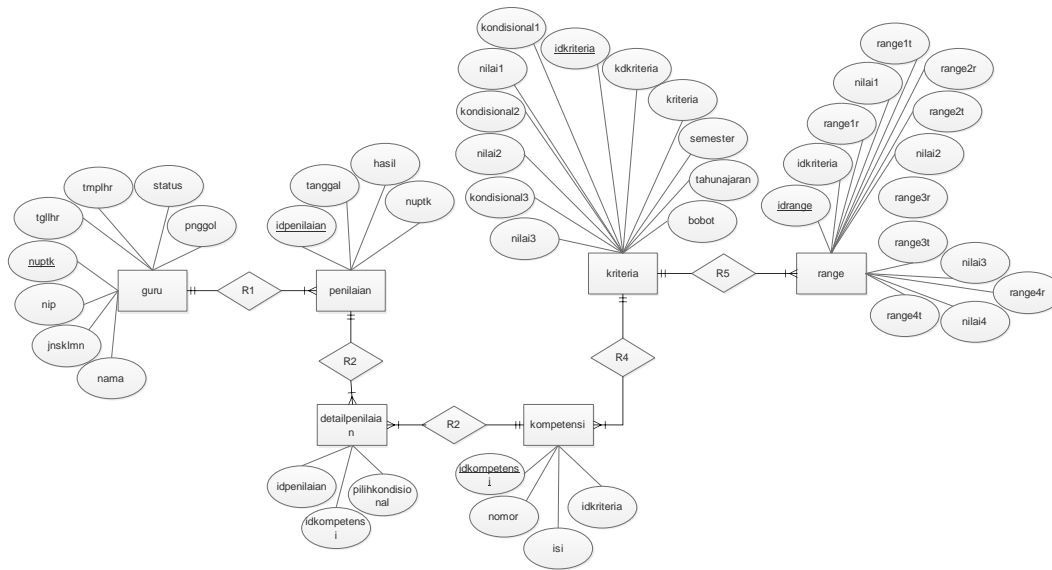 kondisional1
idkriteria
kdkriteria
nilai1
kriteria
kondisional2
semester
nilai2
tahunajaran
kondisional3
bobot
nilai3
range1t
range2r
nilai1
range2t
range1r
nilai2
idkriteria
range3r
idrange
range3t
nilai3
range4r
range4t
nilai4
tmplhr
status
tgllhr
pnggol
nuptk
nip
jnsklmn
nama
hasil
tanggal
nuptk
idpenilaian
guru
R1
penilaian
kriteria
R5
range
R2
R4
detailpenilaia
n
R2
kompetensi
idpenilaian
pilihkondisio
nal
idkompetens
i
idkompetens
i
nomor
idkriteria
isi